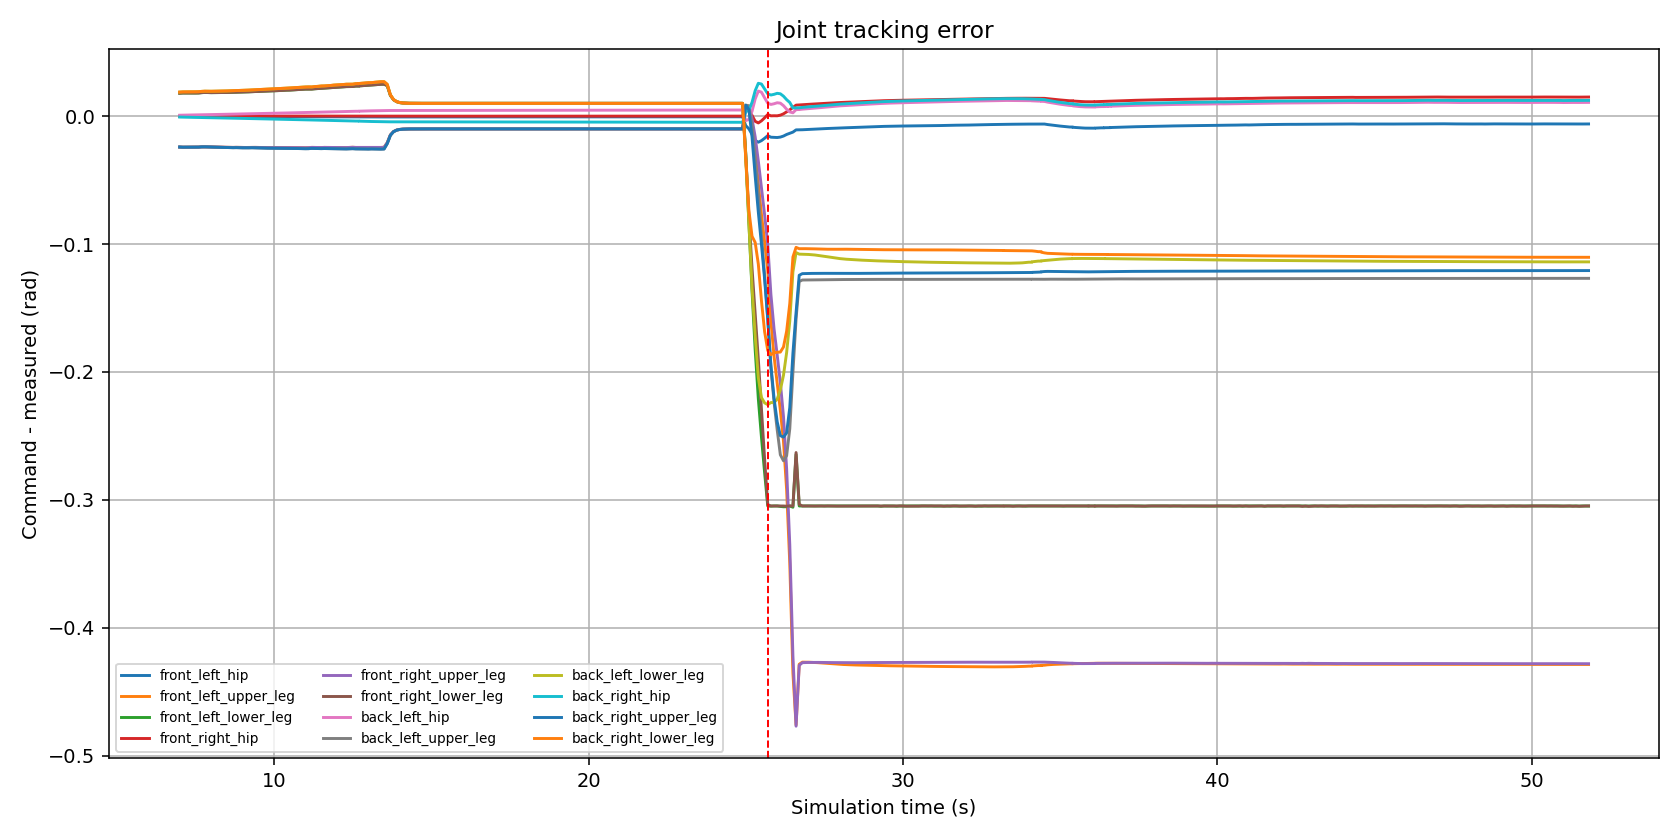 Joint tracking error
0.0
−0.1
−0.2
−0.3
−0.4
−0.5
Command - measured (rad)
front_left_hip
front_left_upper_leg
front_left_lower_leg
front_right_hip
front_right_upper_leg
front_right_lower_leg
back_left_hip
back_left_upper_leg
back_left_lower_leg
back_right_hip
back_right_upper_leg
back_right_lower_leg
10 20 30 40 50
Simulation time (s)